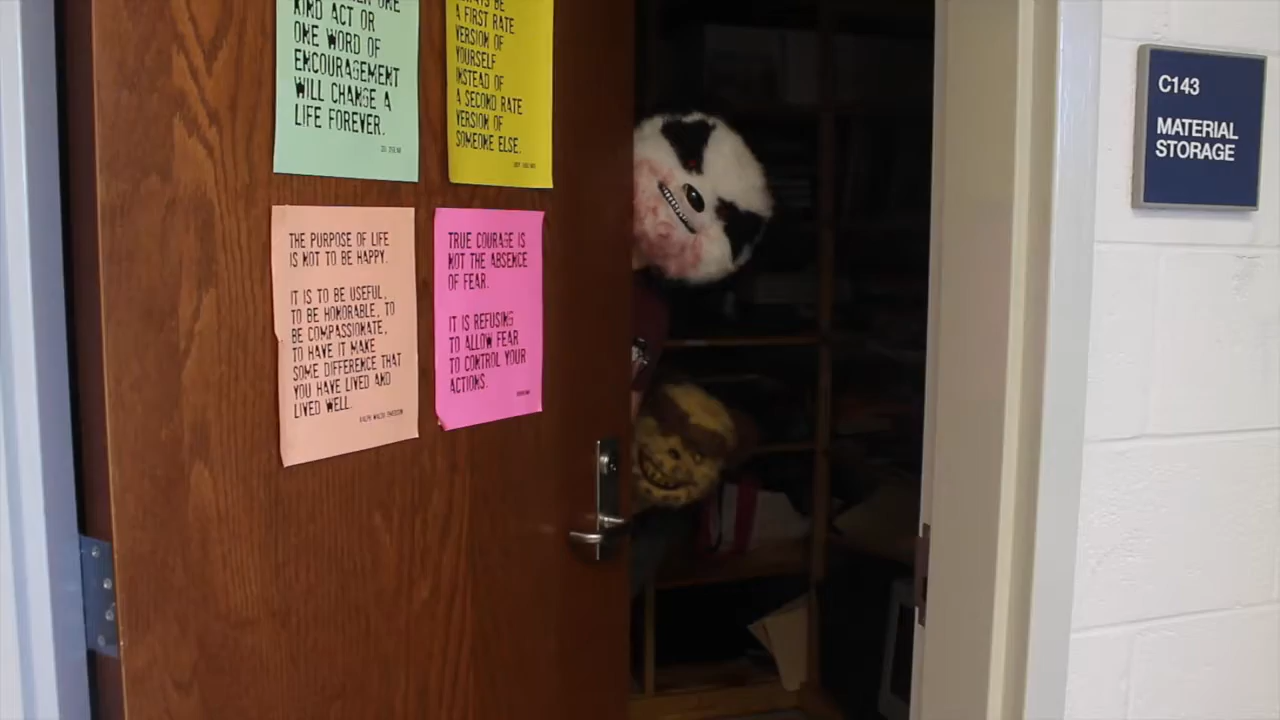 KIND ACT OR
ONE WORD OF
ENCOURAGEMENT
WILL CHANGE A
LIFE FOREVER.
A FIRST RATE
VERSION OF
YOURSELF
INSTEAD OF
A SECOND RATE
VERSION OF
SOMEONE ELSE.
THE PURPOSE OF LIFE
IS NOT TO BE HAPPY.
IT IS TO BE USEFUL,
TO BE HONORABLE, TO
BE COMPASSIONATE,
TO HAVE IT MAKE
SOME DIFFERENCE THAT
YOU HAVE LIVED AND
LIVED WELL.
RALPH WALDO EMERSON
TRUE COURAGE IS
NOT THE ABSENCE
OF FEAR.
IT IS REFUSING
TO ALLOW FEAR
TO CONTROL YOUR
ACTIONS.
C143
MATERIAL
STORAGE